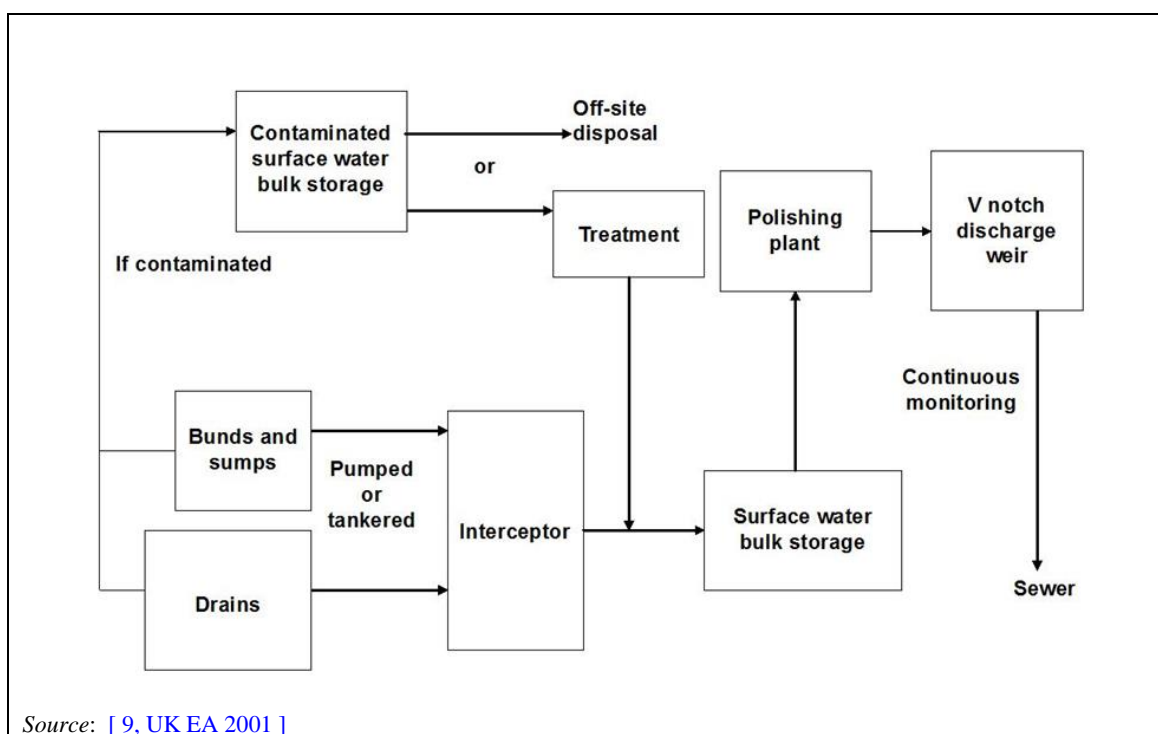 Contaminated
surface water
bulk storage
Off-site
disposal
or
Treatment
Polishing
plant
V notch
discharge
weir
If contaminated
Continuous
monitoring
Bunds and
sumps
Pumped
or
tankered
Interceptor
Surface water
bulk storage
Drains
Sewer
Source: [ 9, UK EA 2001 ]